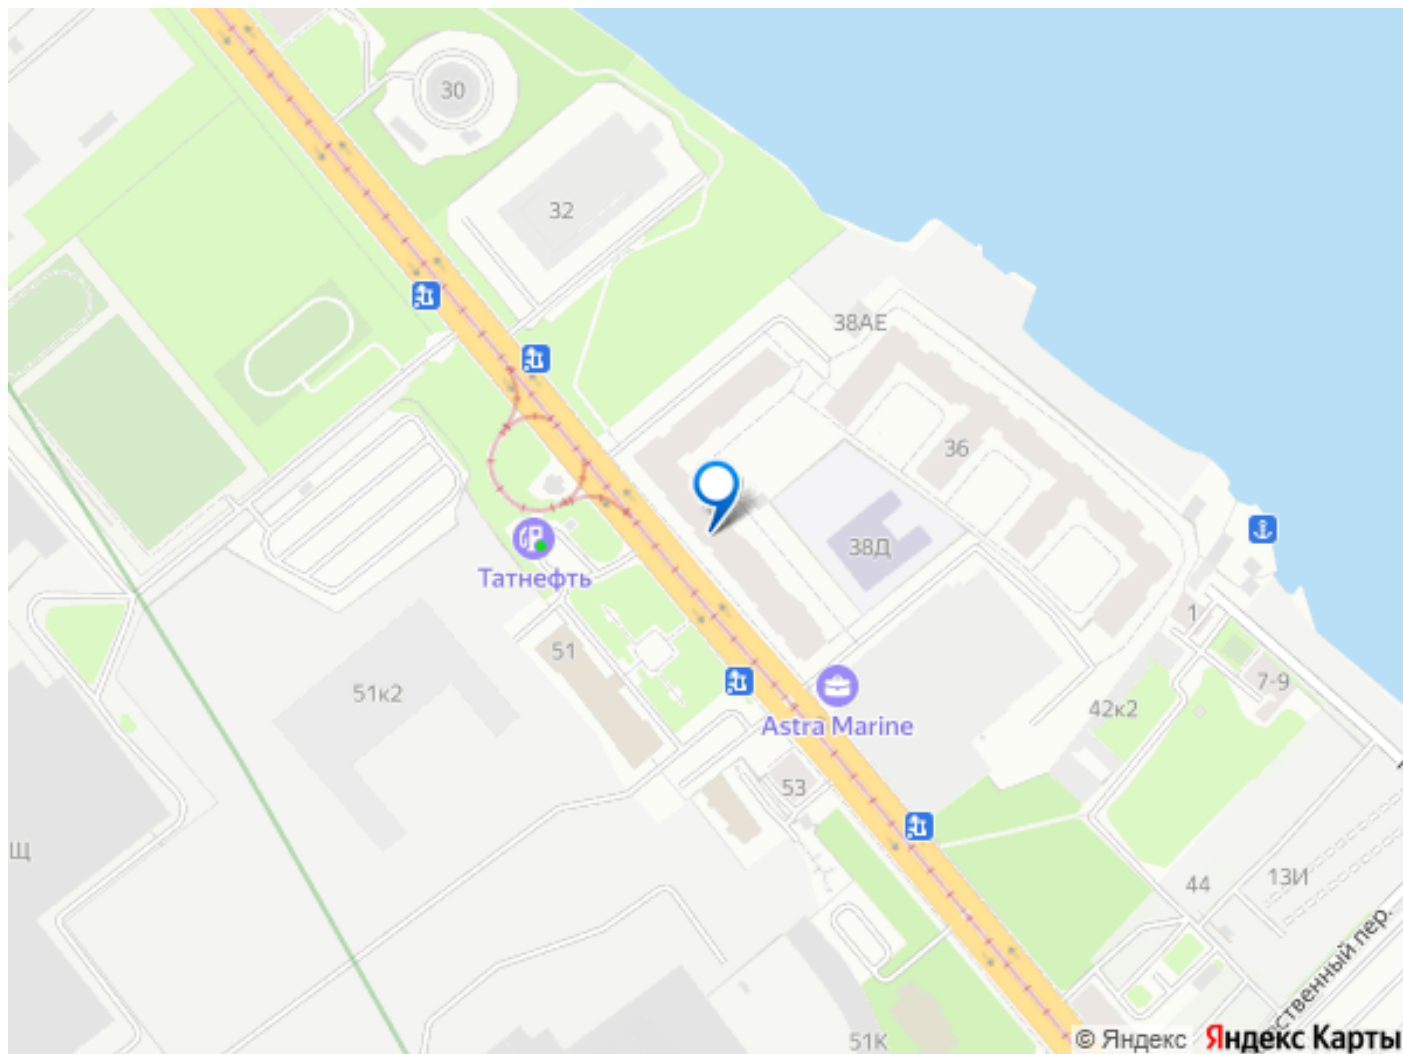 30
32
38АЕ
36
38Д
Татнефть
51
1
7-9
51к2
42к2
Astra Marine
53
Щ
44
13И
ственный пер.
51К
© Яндекс Яндекс Карты